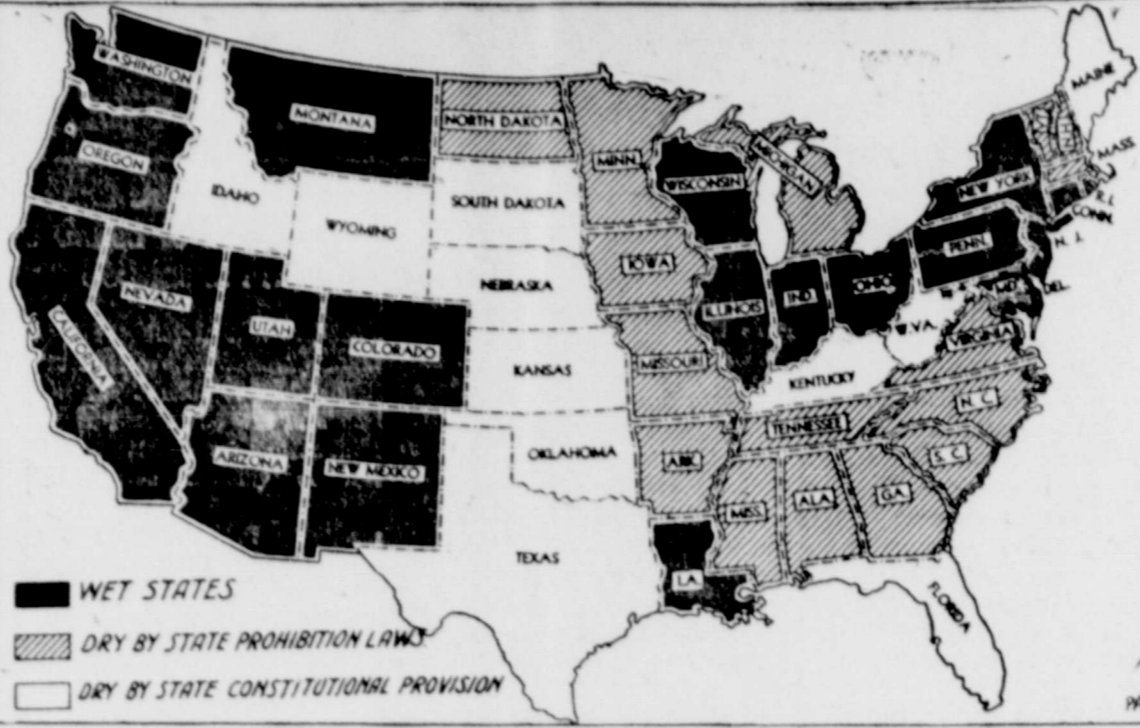 WASHINGTON
MONTANA
NORTH DAKOTA
MINN.
OREGON
IDAHO
WYOMING
SOUTH DAKOTA
WISCONSIN
MICHIGAN
NEW YORK
MAINE
MASS
R.I.
CONN.
N. J.
PENN.
NEVADA
UTAH
COLORADO
NEBRASKA
IOWA
ILLINOIS
IND.
OHIO
MD.
DEL.
W.VA.
VIRGINIA
CALIFORNIA
KANSAS
MISSOURI
KENTUCKY
ARIZONA
NEW MEXICO
OKLAHOMA
ARK.
TENNESSEE
N. C.
S. C.
TEXAS
LA.
MISS.
ALA.
GA.
FLORIDA
WET STATES
DRY BY STATE PROHIBITION LAWS
DRY BY STATE CONSTITUTIONAL PROVISION